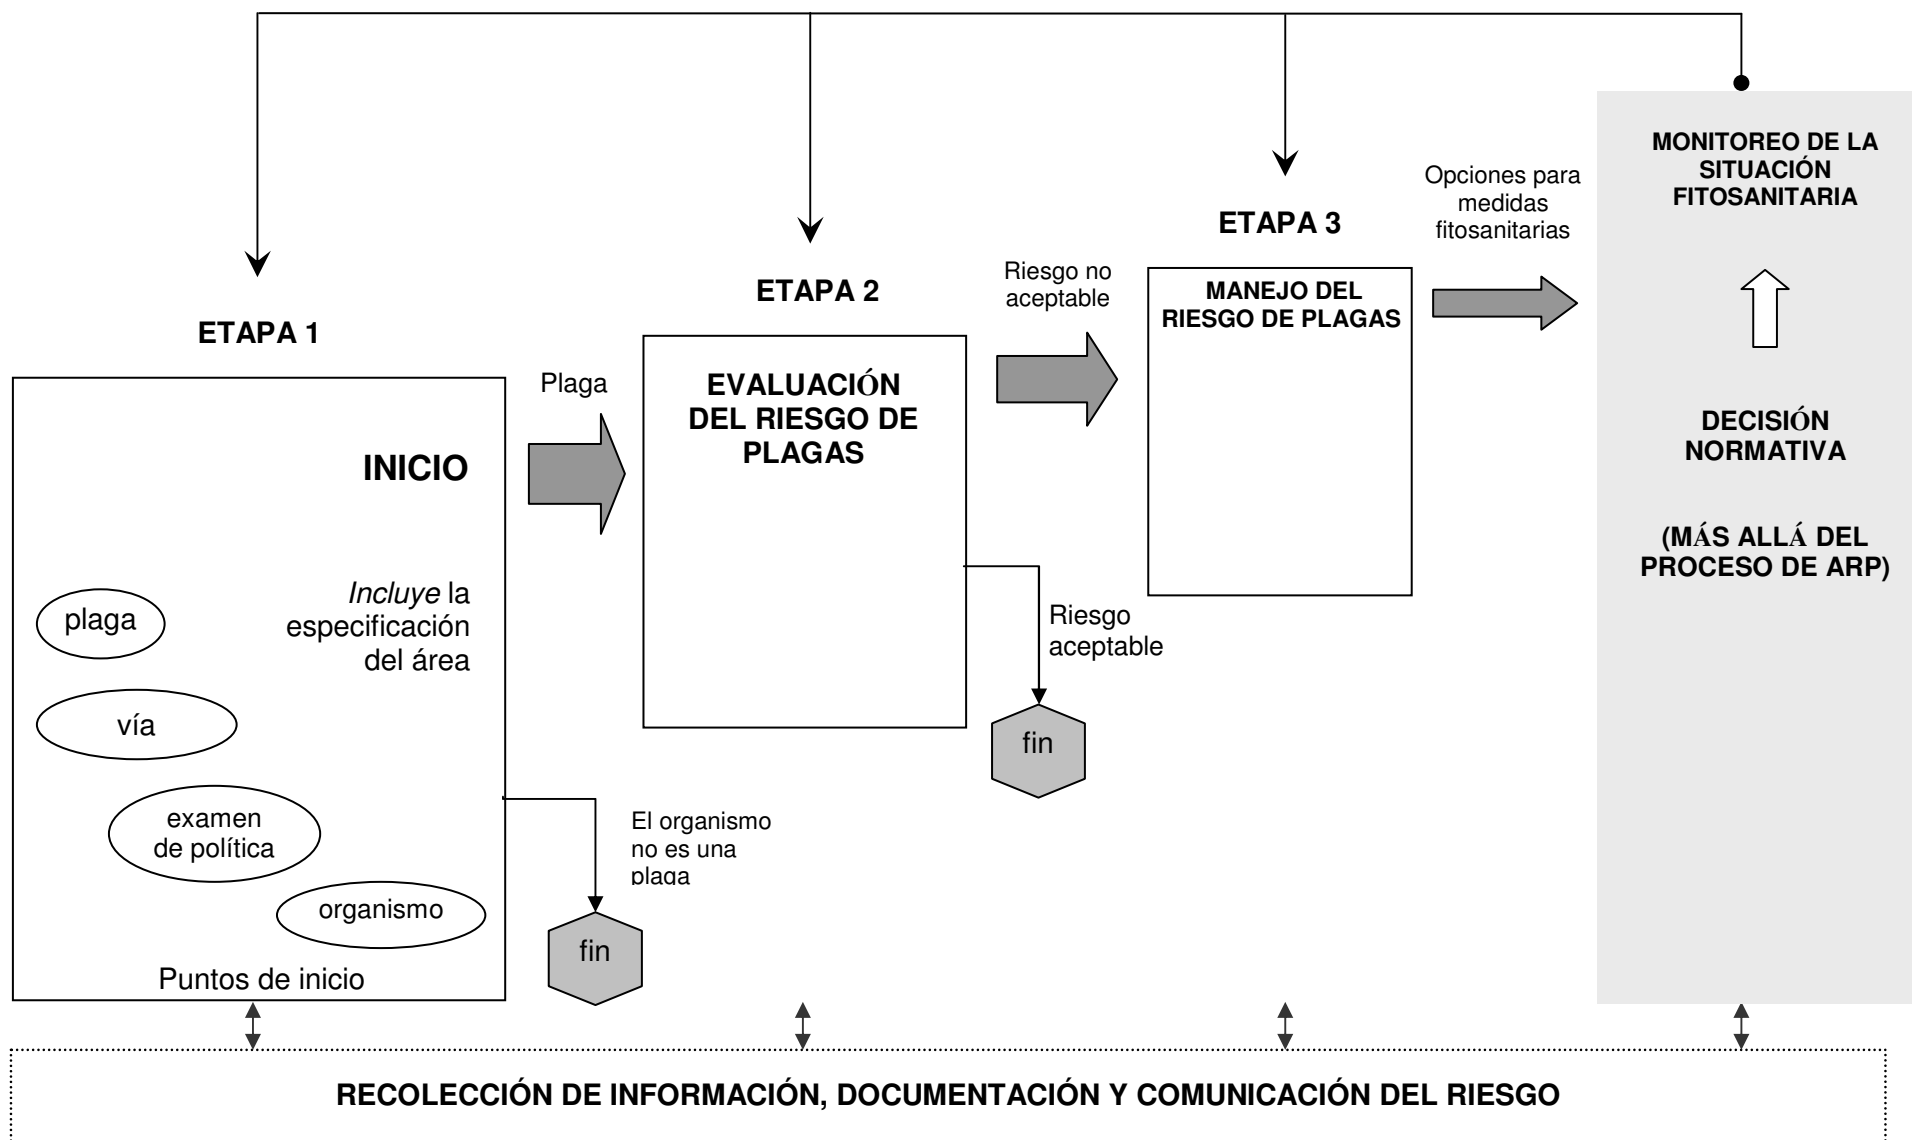 ETAPA 1
INICIO
Incluye la
especificación
del área
plaga
vía
examen
de política
organismo
Puntos de inicio
Plaga
El organismo
no es una
plaga
fin
ETAPA 2
EVALUACIÓN
DEL RIESGO DE
PLAGAS
Riesgo no
aceptable
Riesgo
aceptable
fin
ETAPA 3
MANEJO DEL
RIESGO DE PLAGAS
Opciones para
medidas
fitosanitarias
MONITOREO DE LA
SITUACIÓN
FITOSANITARIA
DECISIÓN
NORMATIVA
(MÁS ALLÁ DEL
PROCESO DE ARP)
RECOLECCIÓN DE INFORMACIÓN, DOCUMENTACIÓN Y COMUNICACIÓN DEL RIESGO